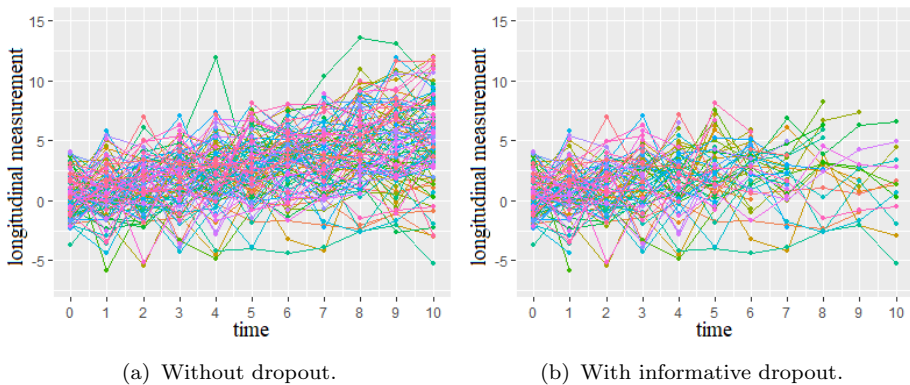 longitudinal measurement
15
10
5
0
-5
0 1 2 3 4 5 6 7 8 9 10
time
(a) Without dropout.
longitudinal measurement
15
10
5
0
-5
0 1 2 3 4 5 6 7 8 9 10
time
(b) With informative dropout.